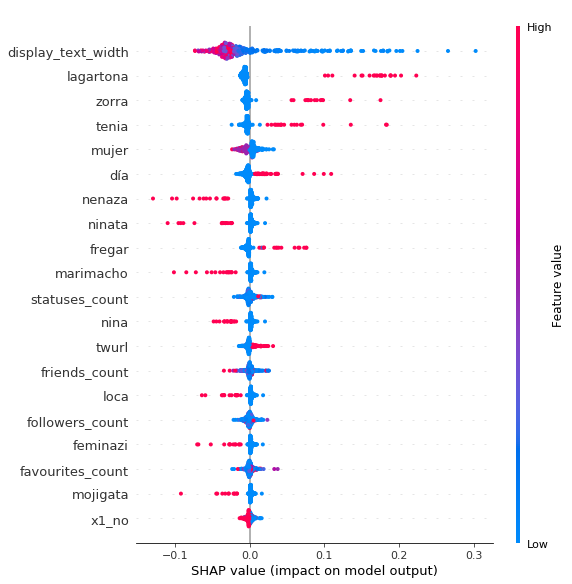 High
display_text_width
lagartona
zorra
tenia
mujer
día
nenaza
ninata
fregar
marimacho
statuses_count
nina
twurl
friends_count
loca
followers_count
feminazi
favourites_count
mojigata
x1_no
Feature value
Low
−0.1 0.0 0.1 0.2 0.3
SHAP value (impact on model output)